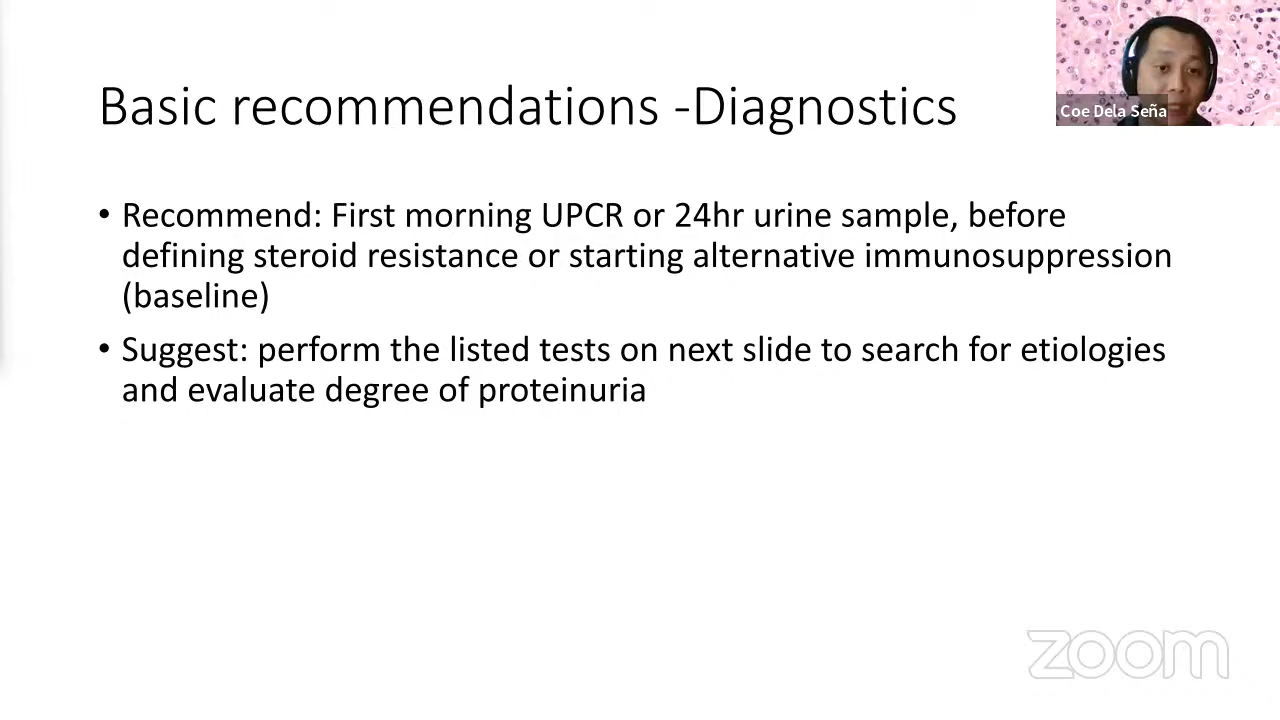 Basic recommendations -Diagnostics
Coe Dela Seña
• Recommend: First morning UPCR or 24hr urine sample, before
defining steroid resistance or starting alternative immunosuppression
(baseline)
• Suggest: perform the listed tests on next slide to search for etiologies
and evaluate degree of proteinuria
zoom